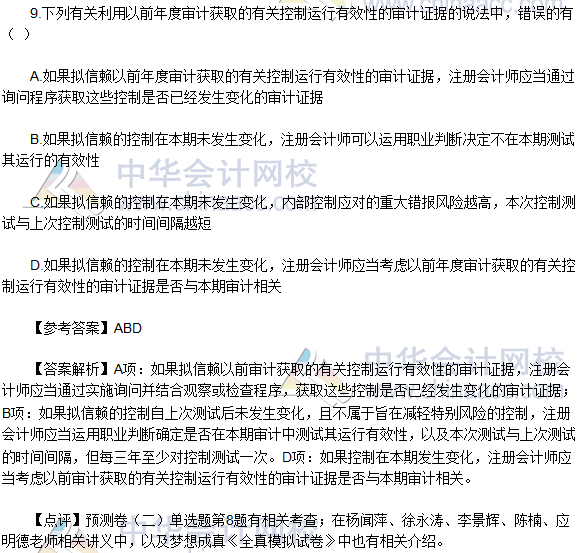 www.chinaacc.com
9.下列有关利用以前年度审计获取的有关控制运行有效性的审计证据的说法中，错误的有
（ ）
A.如果拟信赖以前年度审计获取的有关控制运行有效性的审计证据，注册会计师应当通过
询问程序获取这些控制是否已经发生变化的审计证据
B.如果拟信赖的控制在本期未发生变化，注册会计师可以运用职业判断决定不在本期测试
其运行的有效性
中华会计网校
C.如果拟信赖的控制在本期未发生变化，内部控制应对的重大错报风险越高，本次控制测
试与上次控制测试的时间间隔越短
D.如果拟信赖的控制在本期未发生变化，注册会计师应当考虑以前年度审计获取的有关控
制运行有效性的审计证据是否与本期审计相关
【参考答案】ABD
中华会计网校
【答案解析】A项：如果拟信赖以前审计获取的有关控制运行有效性的审计证据，注册会
计师应当通过实施询问并结合观察或检查程序，获取这些控制是否已经发生变化的审计证据；
B项：如果拟信赖的控制自上次测试后未发生变化，且不属于旨在减轻特别风险的控制，注册
会计师应当运用职业判断确定是否在本期审计中测试其运行有效性，以及本次测试与上次测试
的时间间隔，但每三年至少对控制测试一次。D项：如果控制在本期发生变化，注册会计师应
当考虑以前审计获取的有关控制运行有效性的审计证据是否与本期审计相关。
【点评】预测卷（二）单选题第8题有相关考查；在杨闻萍、徐永涛、李景辉、陈楠、应
明德老师相关讲义中，以及梦想成真《全真模拟试卷》中也有相关介绍。